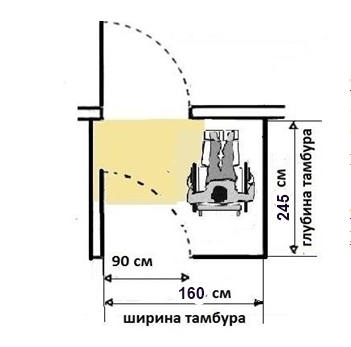 245 см
глубина тамбура
90 см
160 см
ширина тамбура